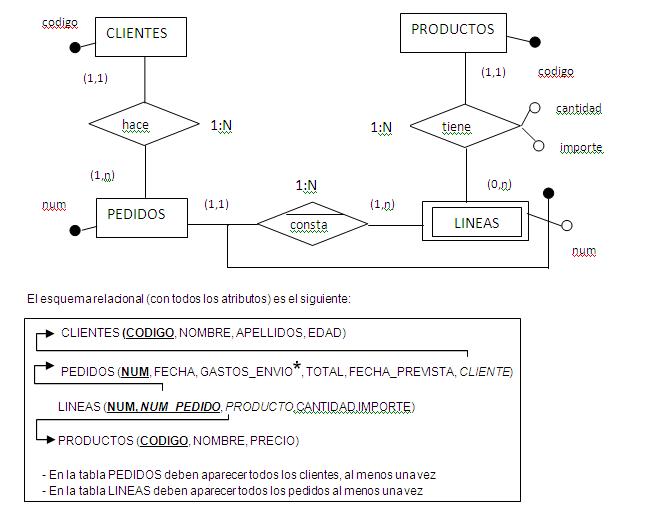 codigo
CLIENTES
PRODUCTOS
(1,1)
(1,1)
codigo
cantidad
hace
1:N
1:N
tiene
importe
(1,n)
1:N
(0,n)
num
PEDIDOS
(1,1)
consta
(1,n)
LINEAS
num
El esquema relacional (con todos los atributos) es el siguiente:
CLIENTES (CODIGO, NOMBRE, APELLIDOS, EDAD)
PEDIDOS (NUM, FECHA, GASTOS_ENVIO*, TOTAL, FECHA_PREVISTA, CLIENTE)
LINEAS (NUM, NUM_PEDIDO, PRODUCTO,CANTIDAD,IMPORTE)
PRODUCTOS (CODIGO, NOMBRE, PRECIO)
- En la tabla PEDIDOS deben aparecer todos los clientes, al menos una vez
- En la tabla LINEAS deben aparecer todos los pedidos al menos una vez